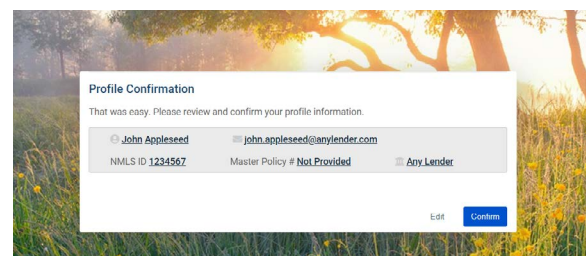 Profile Confirmation
That was easy. Please review and confirm your profile information.
John Appleseed john.appleseed@anylender.com
NMLS ID 1234567 Master Policy # Not Provided Any Lender
Edit Confirm